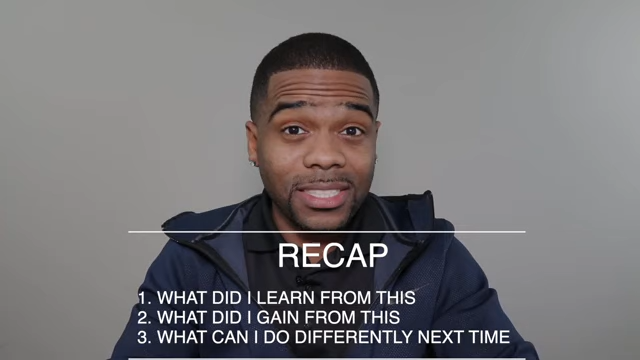 RECAP
1. WHAT DID I LEARN FROM THIS
2. WHAT DID I GAIN FROM THIS
3. WHAT CAN I DO DIFFERENTLY NEXT TIME